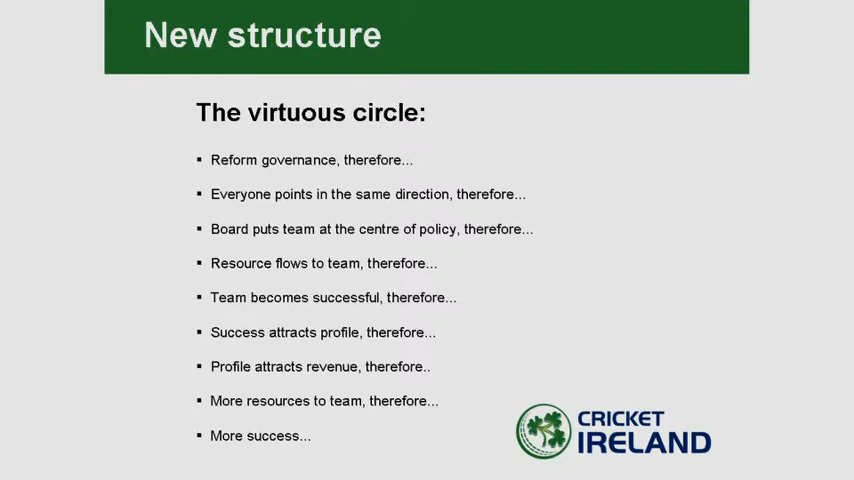 New structure
The virtuous circle:
▪ Reform governance, therefore...
▪ Everyone points in the same direction, therefore...
▪ Board puts team at the centre of policy, therefore...
▪ Resource flows to team, therefore...
▪ Team becomes successful, therefore...
▪ Success attracts profile, therefore...
▪ Profile attracts revenue, therefore..
▪ More resources to team, therefore...
▪ More success...
CRICKET
IRELAND